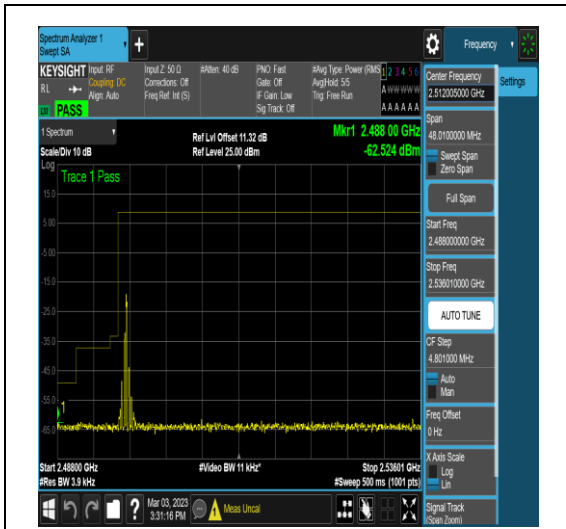 Spectrum Analyzer 1
Swept SA
+
Frequency
KEYSIGHT
Input: RF
Input Z: 50 Ω
#Atten: 40 dB
PNO: Fast
#Avg Type: Power (RMS
1 2 3 4 5 6
RL
Coupling: DC
Corrections: Off
Gate: Off
Avg|Hold: 5/5
A W W W W W
Align: Auto
Freq Ref: Int (S)
IF Gain: Low
Trig: Free Run
Sig Track: Off
A A A A A A
PASS
1 Spectrum
Ref Lvl Offset 11.32 dB
Mkr1 2.488 00 GHz
Scale/Div 10 dB
Ref Level 25.00 dBm
-62.524 dBm
Log
Trace 1 Pass
15.0
5.00
-5.00
-15.0
-25.0
-35.0
-45.0
-55.0
1
-65.0
Start 2.48800 GHz
#Video BW 11 kHz*
Stop 2.53601 GHz
#Res BW 3.9 kHz
#Sweep 500 ms (1001 pts)
Center Frequency
2.512005000 GHz
Settings
Span
48.0100000 MHz
Swept Span
Zero Span
Full Span
Start Freq
2.488000000 GHz
Stop Freq
2.536010000 GHz
AUTO TUNE
CF Step
4.801000 MHz
Auto
Man
Freq Offset
0 Hz
X Axis Scale
Log
Lin
Signal Track
(Span Zoom)
?
Mar 03, 2023
3:31:16 PM
Meas Uncal